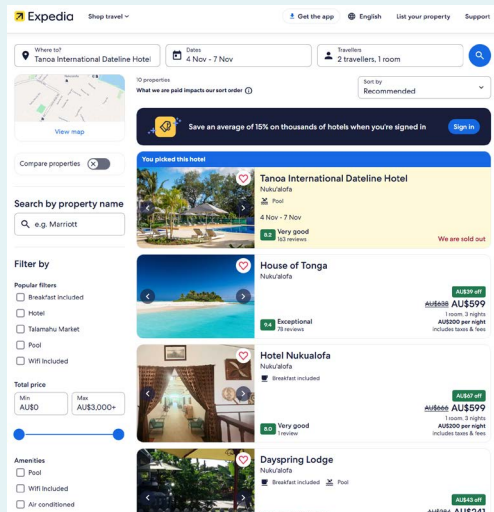 Expedia
Shop travel
Get the app
English
List your property
Support
Where to?
Tanoa International Dateline Hotel
Dates
4 Nov - 7 Nov
Travellers
2 travellers, 1 room
View map
10 properties
What we are paid impacts our sort order
Sort by
Recommended
Compare properties
Save an average of 15% on thousands of hotels when you're signed in
Sign in
Search by property name
e.g. Marriott
Filter by
Popular filters
Breakfast included
Hotel
Talamahu Market
Pool
Wifi Included
Total price
Min
AU$0
Max
AU$3,000+
Amenities
Pool
Wifi Included
Air conditioned
You picked this hotel
Tanoa International Dateline Hotel
Nuku'alofa
Pool
4 Nov - 7 Nov
8.2
Very good
163 reviews
We are sold out
House of Tonga
Nuku'alofa
9.4
Exceptional
78 reviews
AU$39 off
AU$638 AU$599
1 room, 3 nights
AU$200 per night
includes taxes & fees
Hotel Nukualofa
Nuku'alofa
Breakfast included
8.0
Very good
1 review
AU$67 off
AU$666 AU$599
1 room, 3 nights
AU$200 per night
includes taxes & fees
Dayspring Lodge
Nuku'alofa
Breakfast included
Pool
AU$43 off
AU$284 AU$241